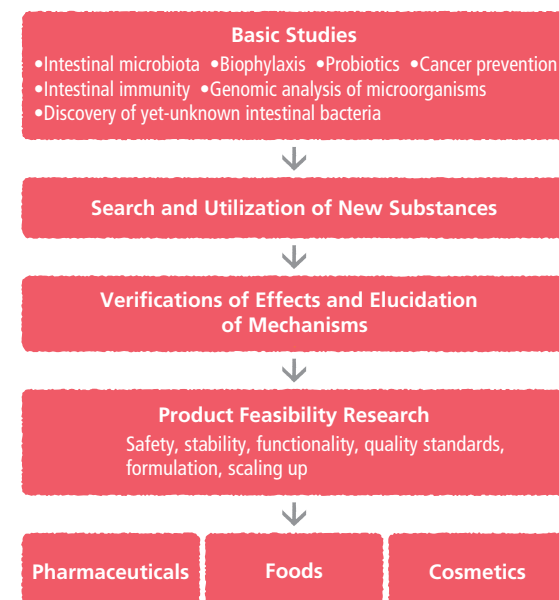 Basic Studies
•Intestinal microbiota •Biophylaxis •Probiotics •Cancer prevention
•Intestinal immunity •Genomic analysis of microorganisms
•Discovery of yet-unknown intestinal bacteria
Search and Utilization of New Substances
Verifications of Effects and Elucidation
of Mechanisms
Product Feasibility Research
Safety, stability, functionality, quality standards,
formulation, scaling up
Pharmaceuticals
Foods
Cosmetics